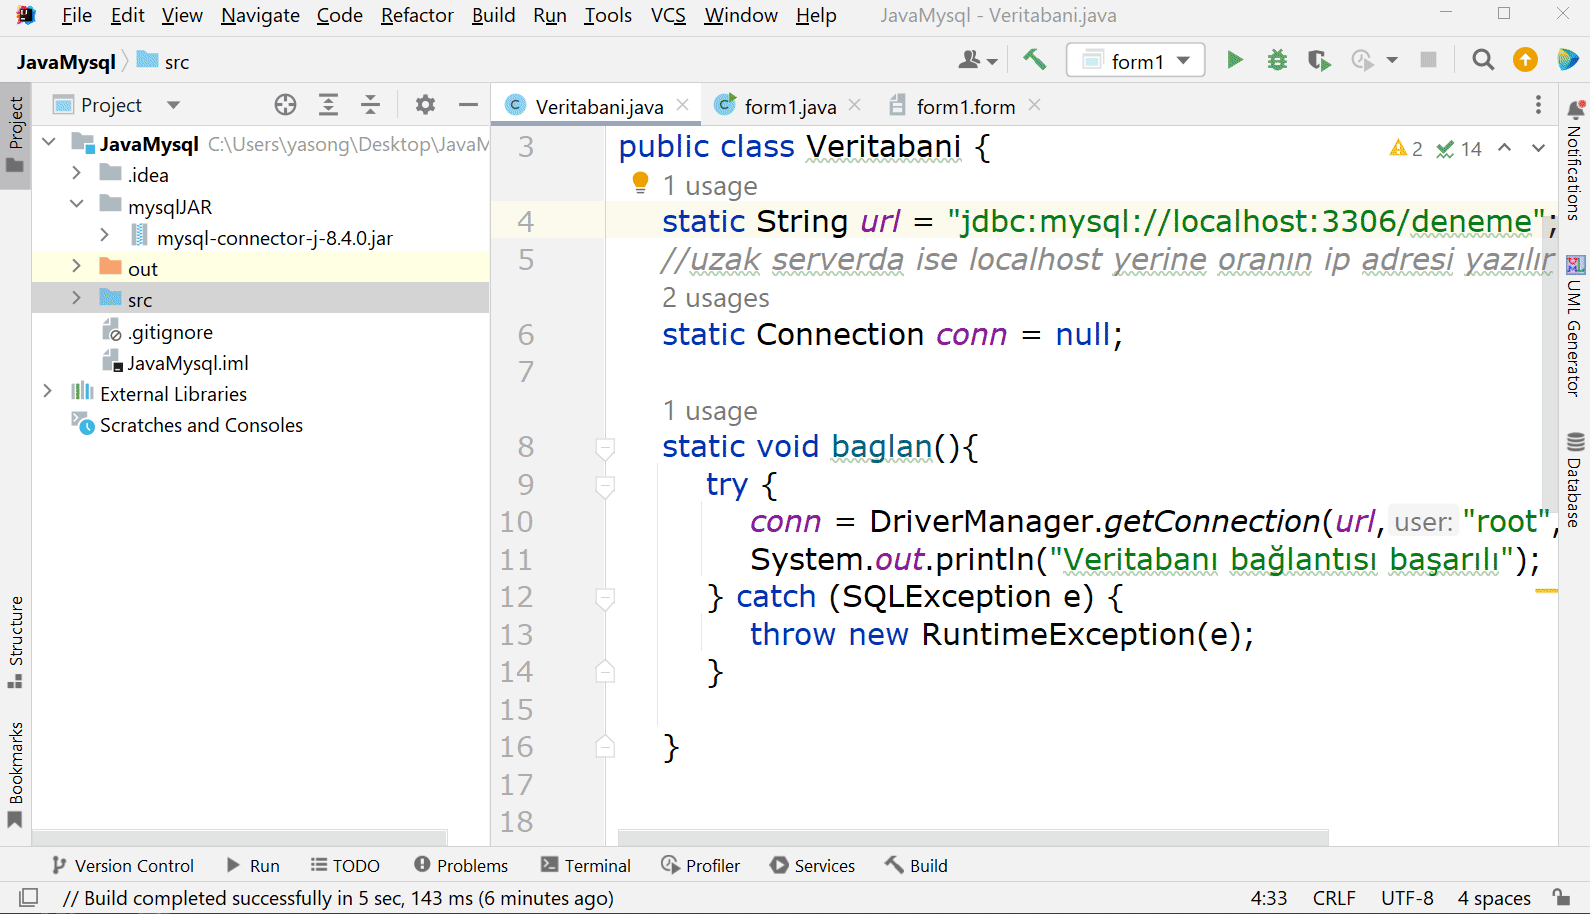 File Edit View Navigate Code Refactor Build Run Tools VCS Window Help JavaMysql - Veritabani.java
JavaMysql src form1
Project
Project
JavaMysql C:\Users\yasong\Desktop\JavaM
.idea
mysqlJAR
mysql-connector-j-8.4.0.jar
out
src
.gitignore
JavaMysql.iml
External Libraries
Scratches and Consoles
Structure
Bookmarks
Veritabani.java form1.java form1.form
2 14
3 public class Veritabani {
1 usage
4 static String url = "jdbc:mysql://localhost:3306/deneme";
5 //uzak serverda ise localhost yerine oranın ip adresi yazılır
2 usages
6 static Connection conn = null;
7
1 usage
8 static void baglan(){
9 try {
10 conn = DriverManager.getConnection(url, user: "root",
11 System.out.println("Veritabanı bağlantısı başarılı");
12 } catch (SQLException e) {
13 throw new RuntimeException(e);
14 }
15
16 }
17
18
Notifications
UML Generator
Database
Version Control Run TODO Problems Terminal Profiler Services Build
// Build completed successfully in 5 sec, 143 ms (6 minutes ago) 4:33 CRLF UTF-8 4 spaces